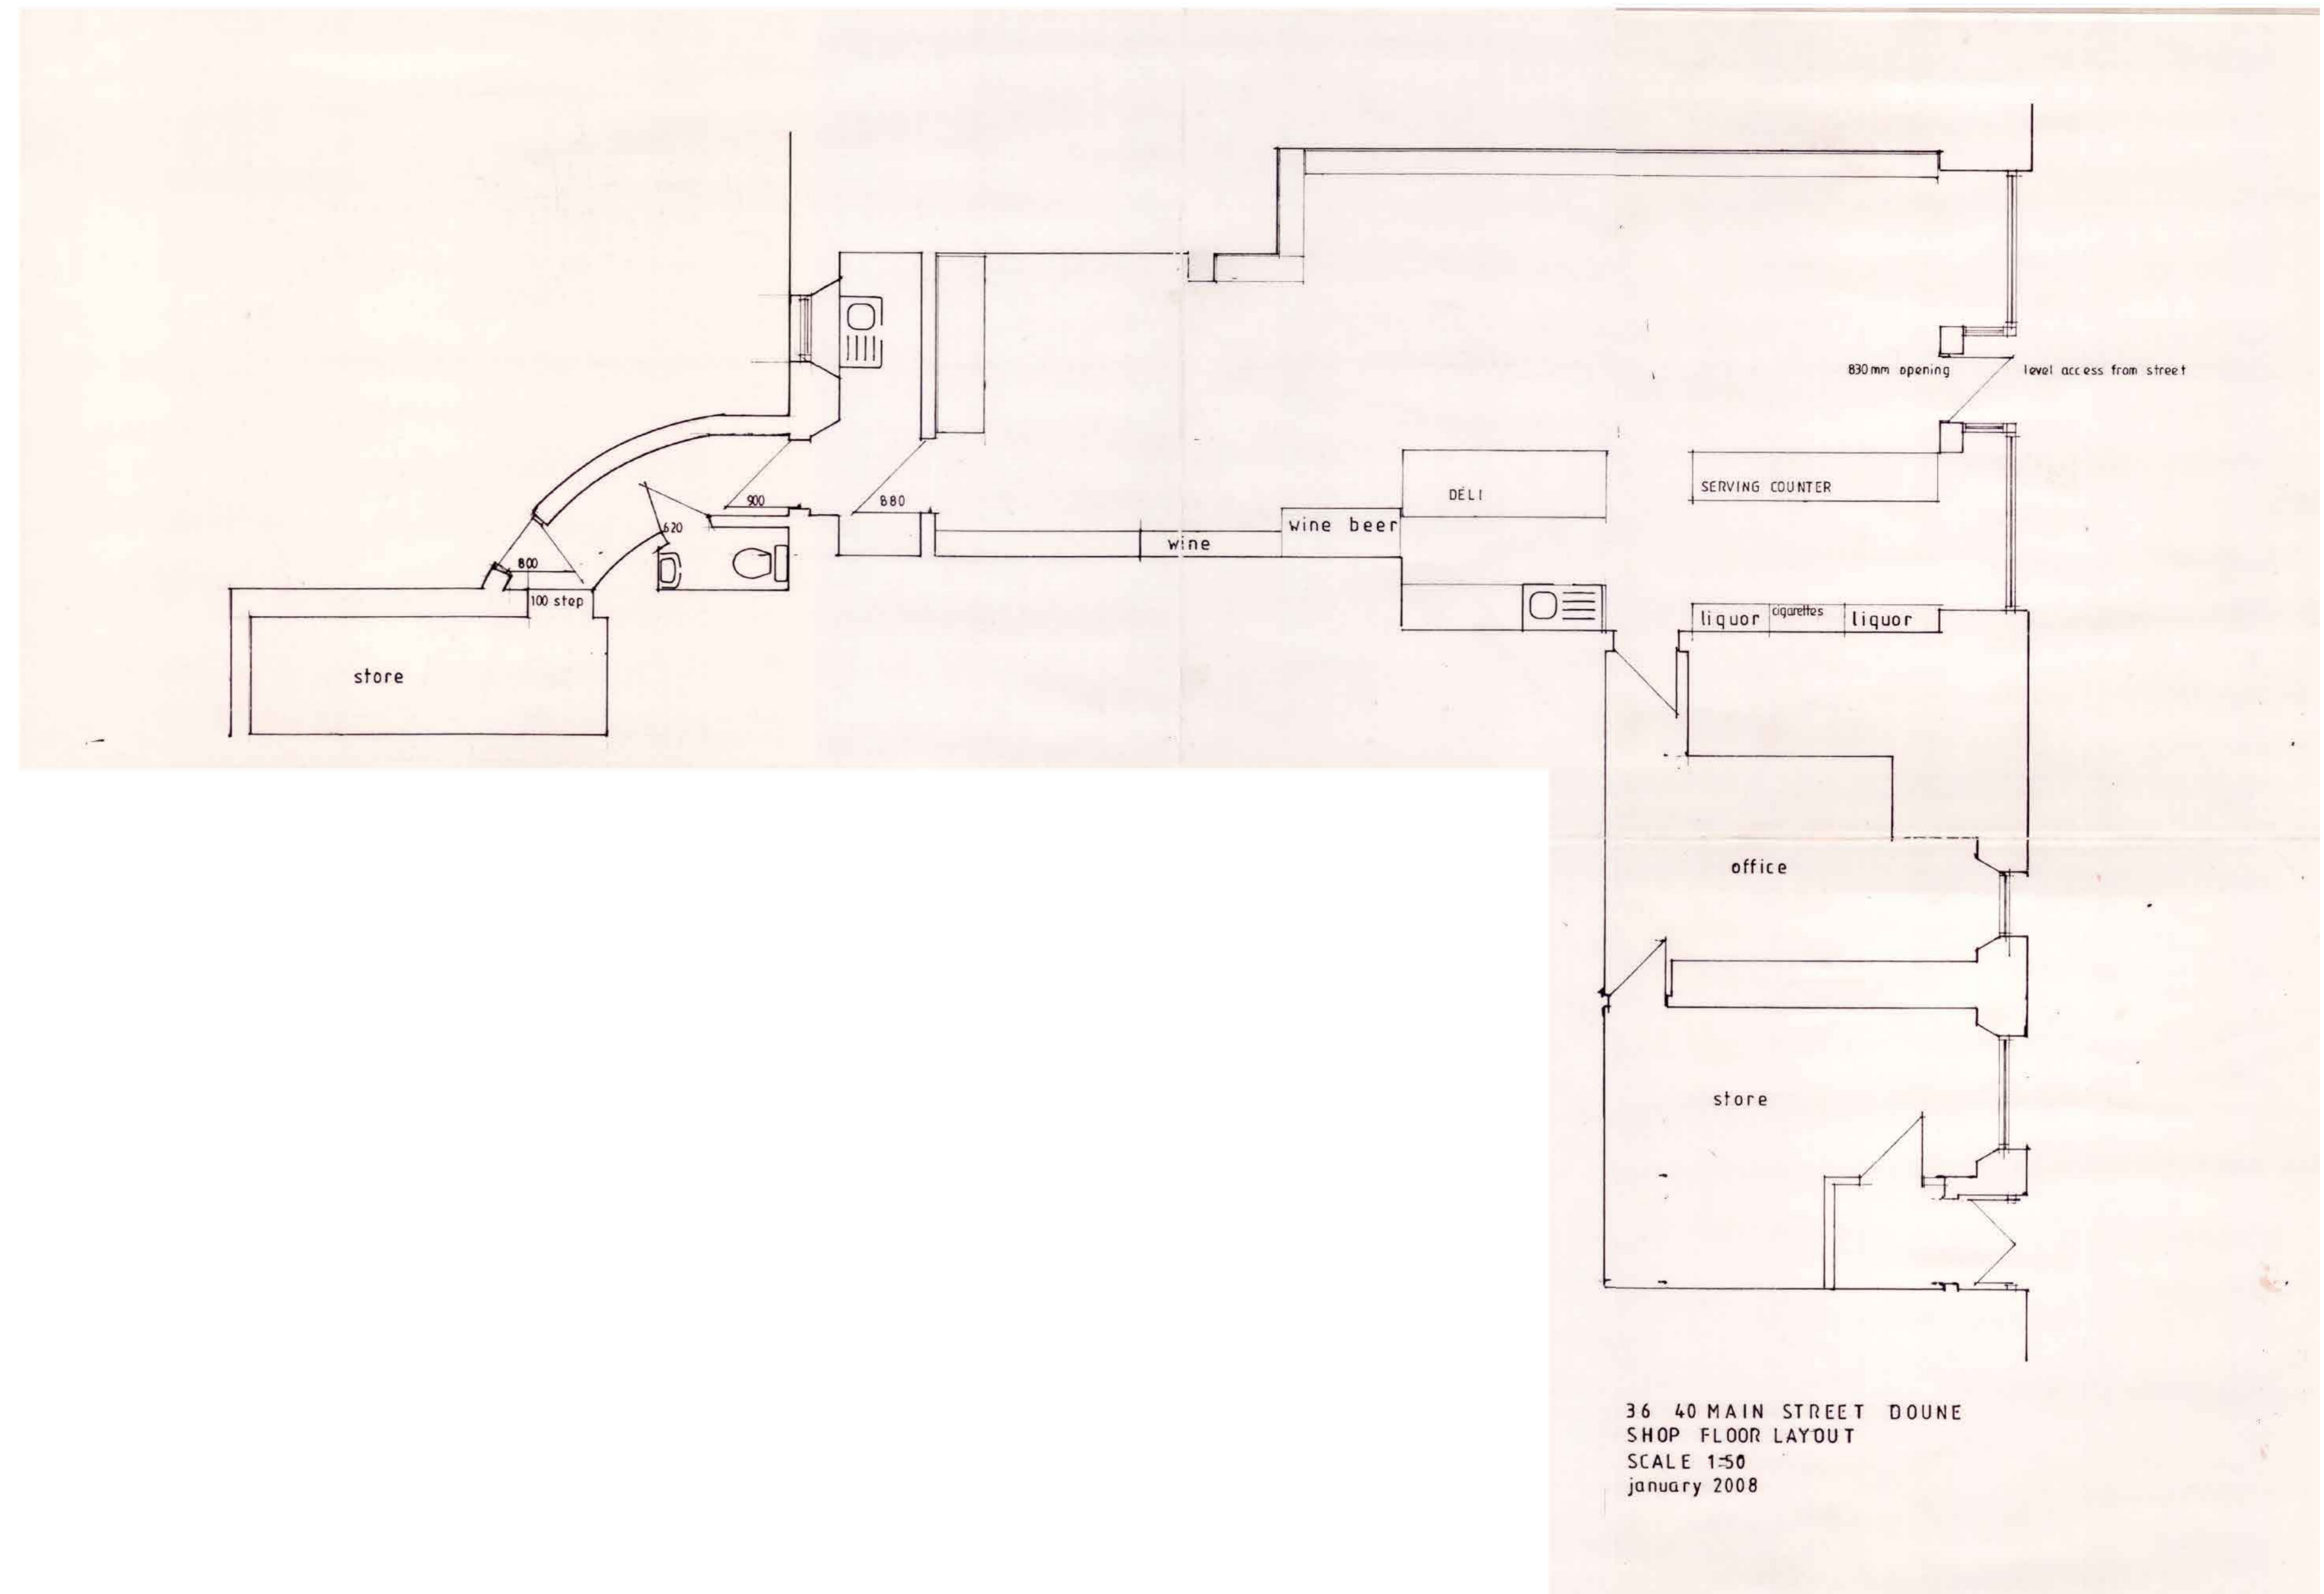 830mm opening
level access from street
SERVING COUNTER
DELI
900
880
620
wine beer
wine
800
100 step
liquor
cigarettes
liquor
store
office
store
36 40 MAIN STREET DOUNE
SHOP FLOOR LAYOUT
SCALE 1:50
january 2008